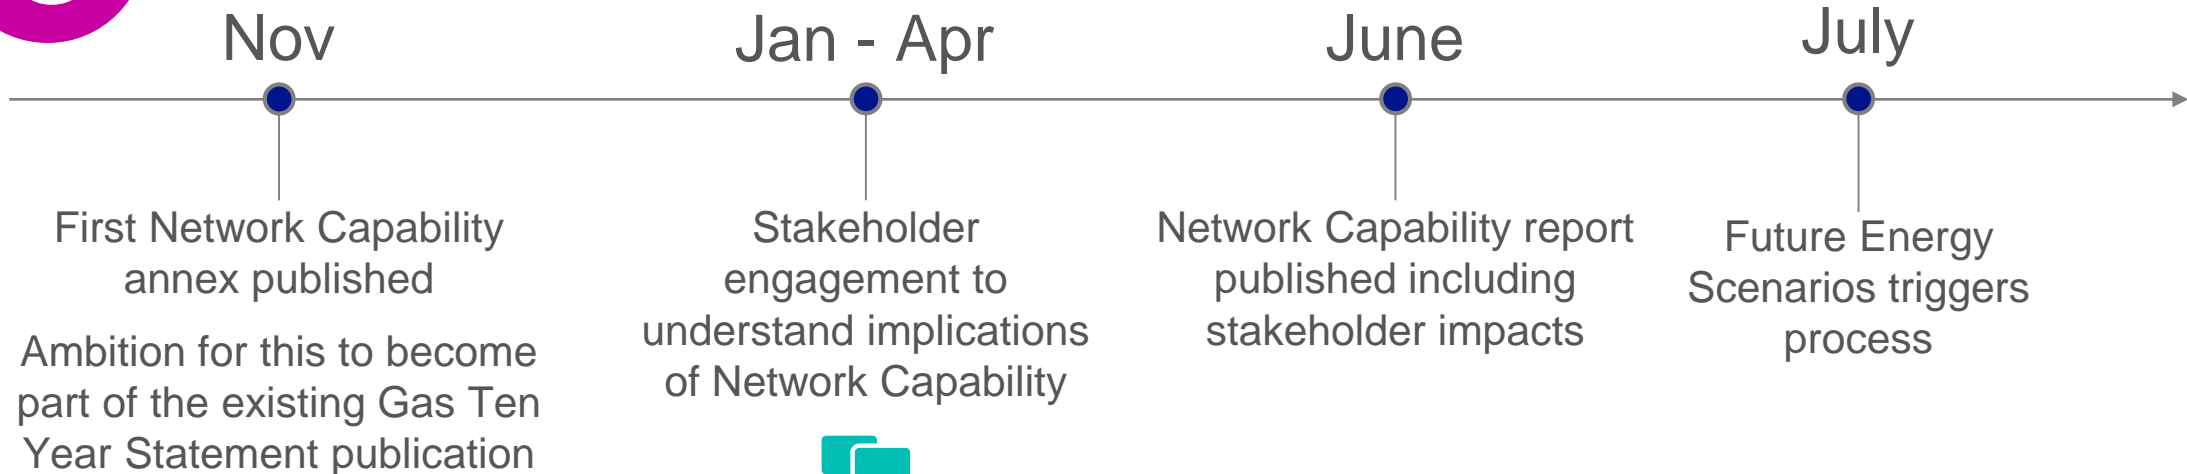 Nov
First Network Capability
annex published
Ambition for this to become
part of the existing Gas Ten
Year Statement publication
Jan - Apr
Stakeholder
engagement to
understand implications
of Network Capability
June
Network Capability report
published including
stakeholder impacts
July
Future Energy
Scenarios triggers
process